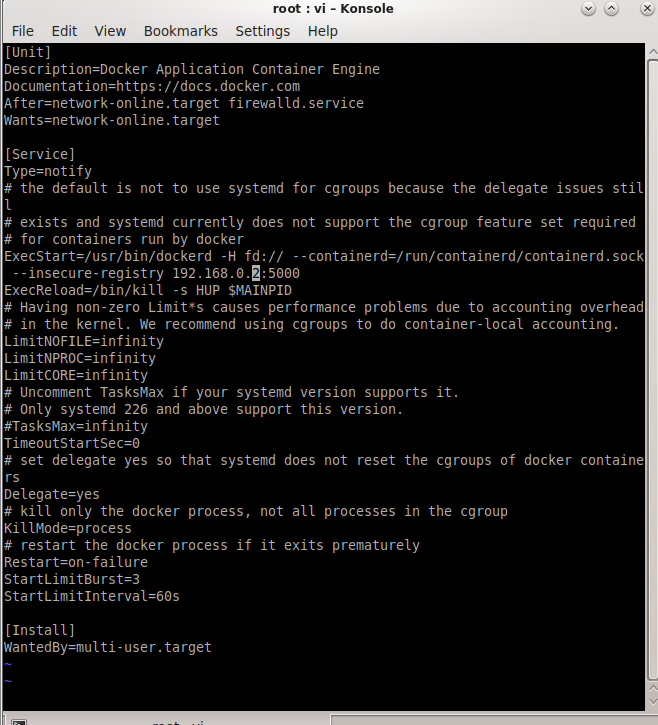 root : vi – Konsole
File Edit View Bookmarks Settings Help
[Unit]
Description=Docker Application Container Engine
Documentation=https://docs.docker.com
After=network-online.target firewalld.service
Wants=network-online.target
[Service]
Type=notify
# the default is not to use systemd for cgroups because the delegate issues stil
l
# exists and systemd currently does not support the cgroup feature set required
# for containers run by docker
ExecStart=/usr/bin/dockerd -H fd:// --containerd=/run/containerd/containerd.sock
--insecure-registry 192.168.0.2:5000
ExecReload=/bin/kill -s HUP $MAINPID
# Having non-zero Limit*s causes performance problems due to accounting overhead
# in the kernel. We recommend using cgroups to do container-local accounting.
LimitNOFILE=infinity
LimitNPROC=infinity
LimitCORE=infinity
# Uncomment TasksMax if your systemd version supports it.
# Only systemd 226 and above support this version.
#TasksMax=infinity
TimeoutStartSec=0
# set delegate yes so that systemd does not reset the cgroups of docker containe
rs
Delegate=yes
# kill only the docker process, not all processes in the cgroup
KillMode=process
# restart the docker process if it exits prematurely
Restart=on-failure
StartLimitBurst=3
StartLimitInterval=60s
[Install]
WantedBy=multi-user.target
~
~
root : vi